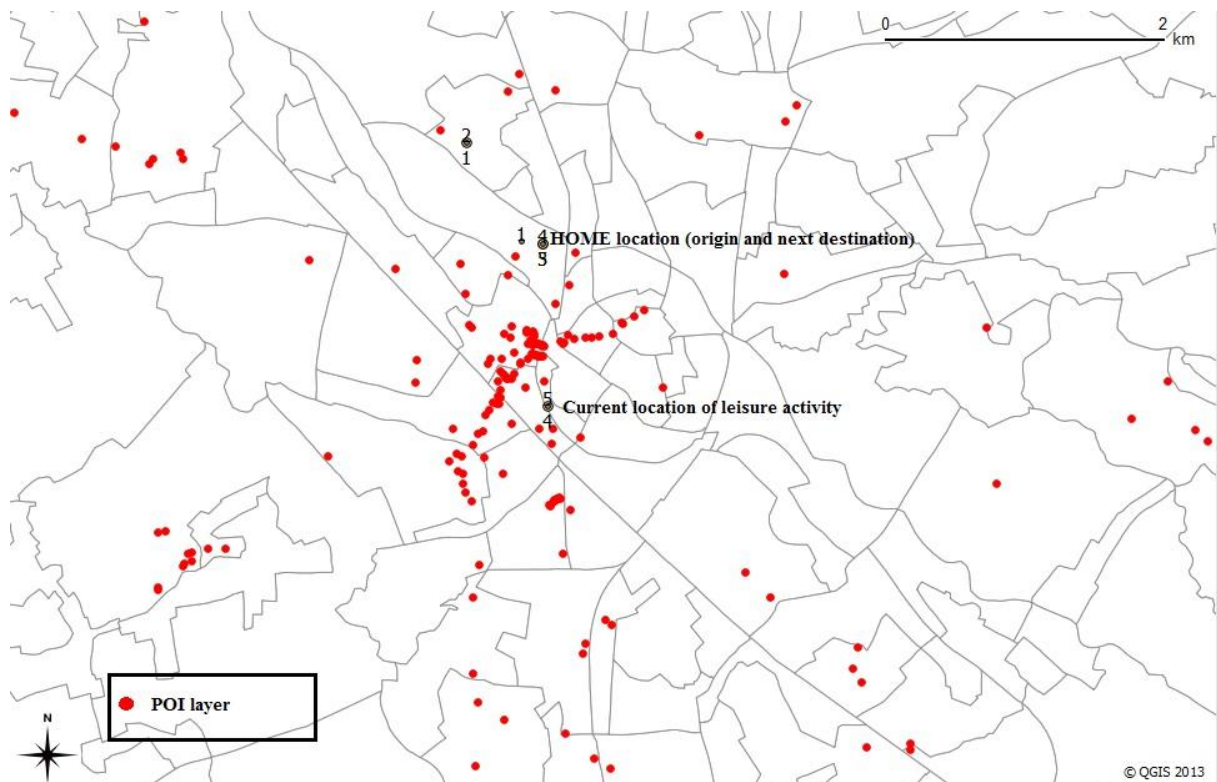 0 2
km
2
1
1 4 HOME location (origin and next destination)
3
5
Current location of leisure activity
4
POI layer
N
© QGIS 2013